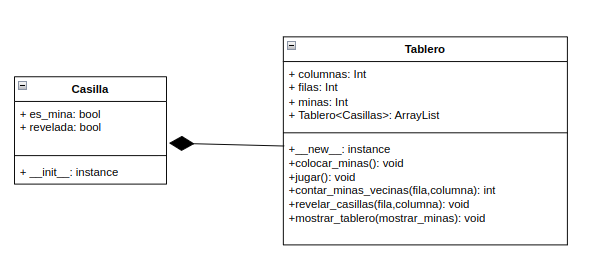 Casilla
+ es_mina: bool
+ revelada: bool
+ __init__: instance
Tablero
+ columnas: Int
+ filas: Int
+ minas: Int
+ Tablero<Casillas>: ArrayList
+__new__: instance
+colocar_minas(): void
+jugar(): void
+contar_minas_vecinas(fila,columna): int
+revelar_casillas(fila,columna): void
+mostrar_tablero(mostrar_minas): void